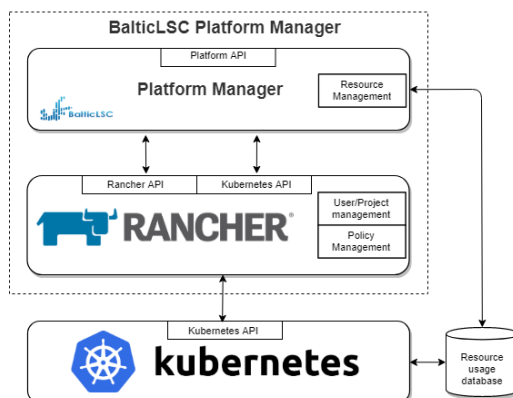 BalticLSC Platform Manager
Platform API
Platform Manager
Resource
Management
BalticLSC
Rancher API
Kubernetes API
RANCHER®
User/Project
management
Policy
Management
Kubernetes API
kubernetes
Resource
usage
database